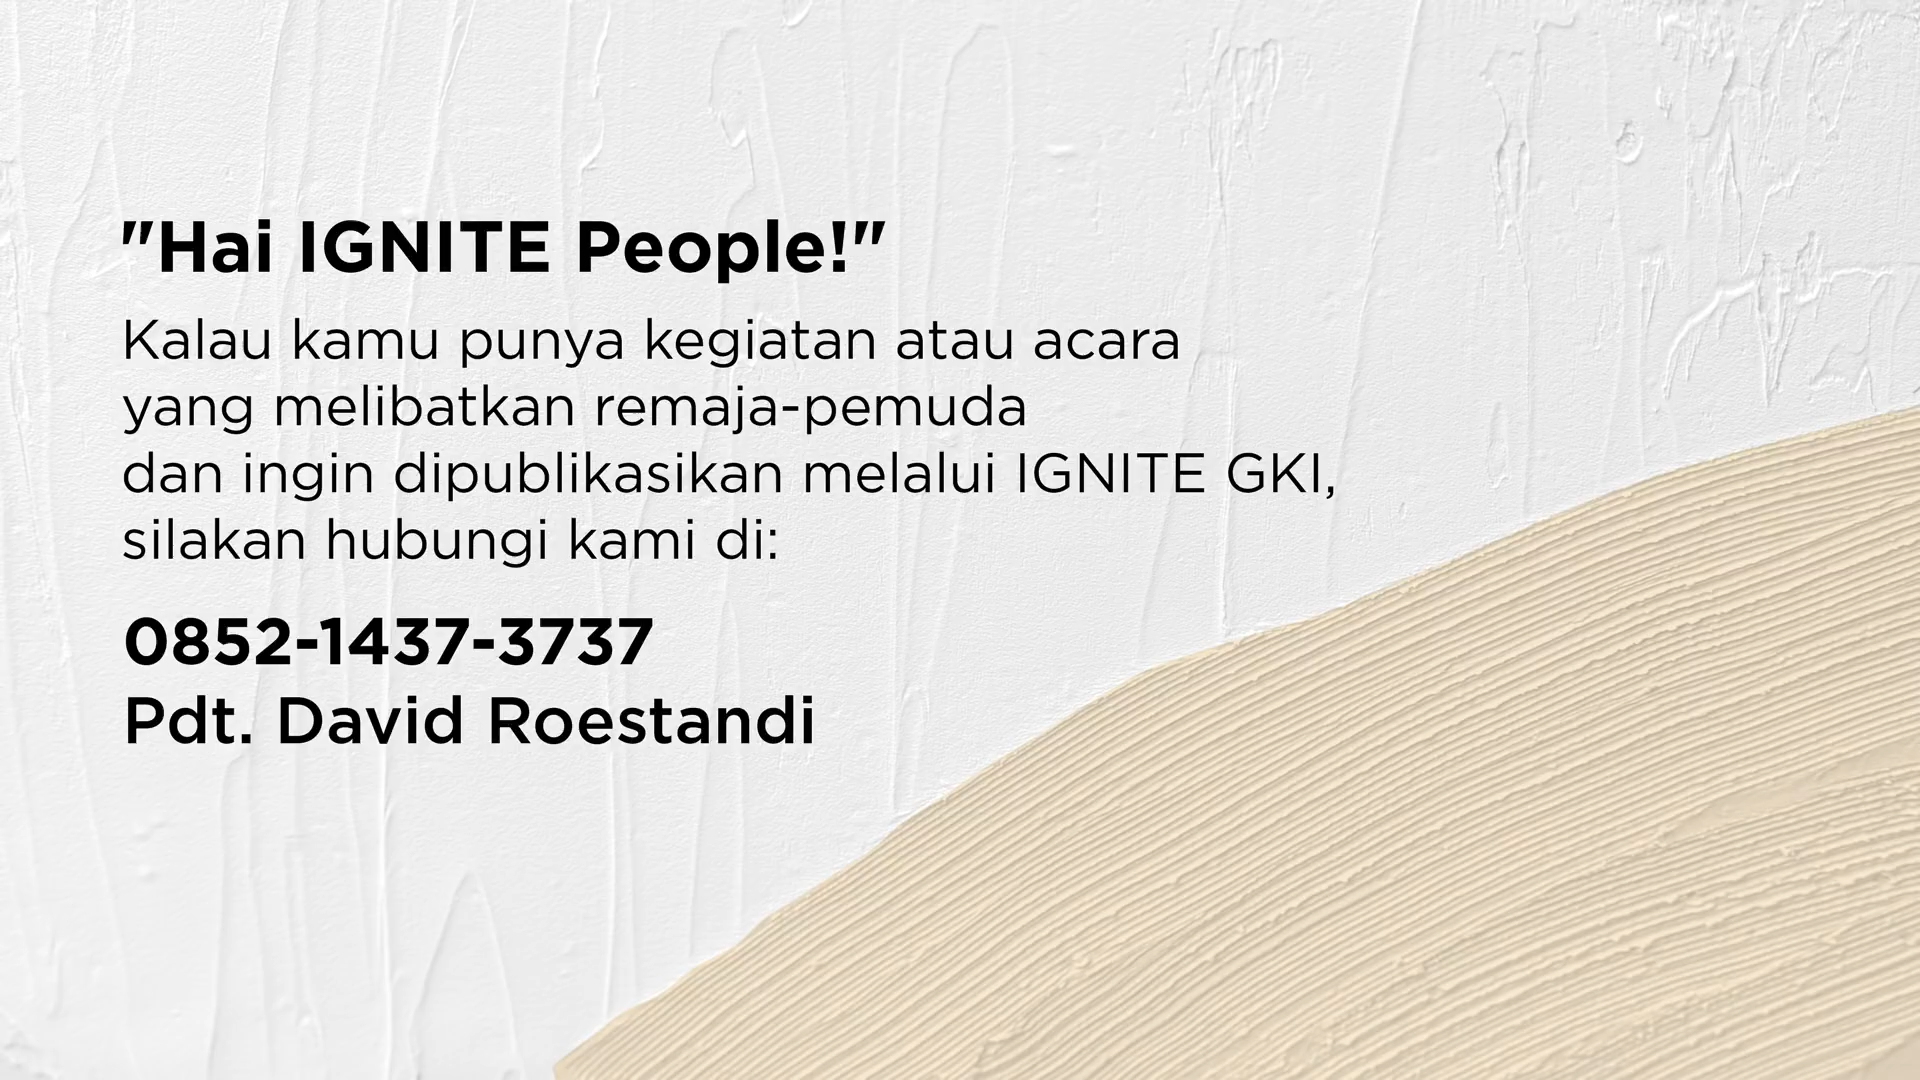 "Hai IGNITE People!"
Kalau kamu punya kegiatan atau acara
yang melibatkan remaja-pemuda
dan ingin dipublikasikan melalui IGNITE GKI,
silakan hubungi kami di:
0852-1437-3737
Pdt. David Roestandi